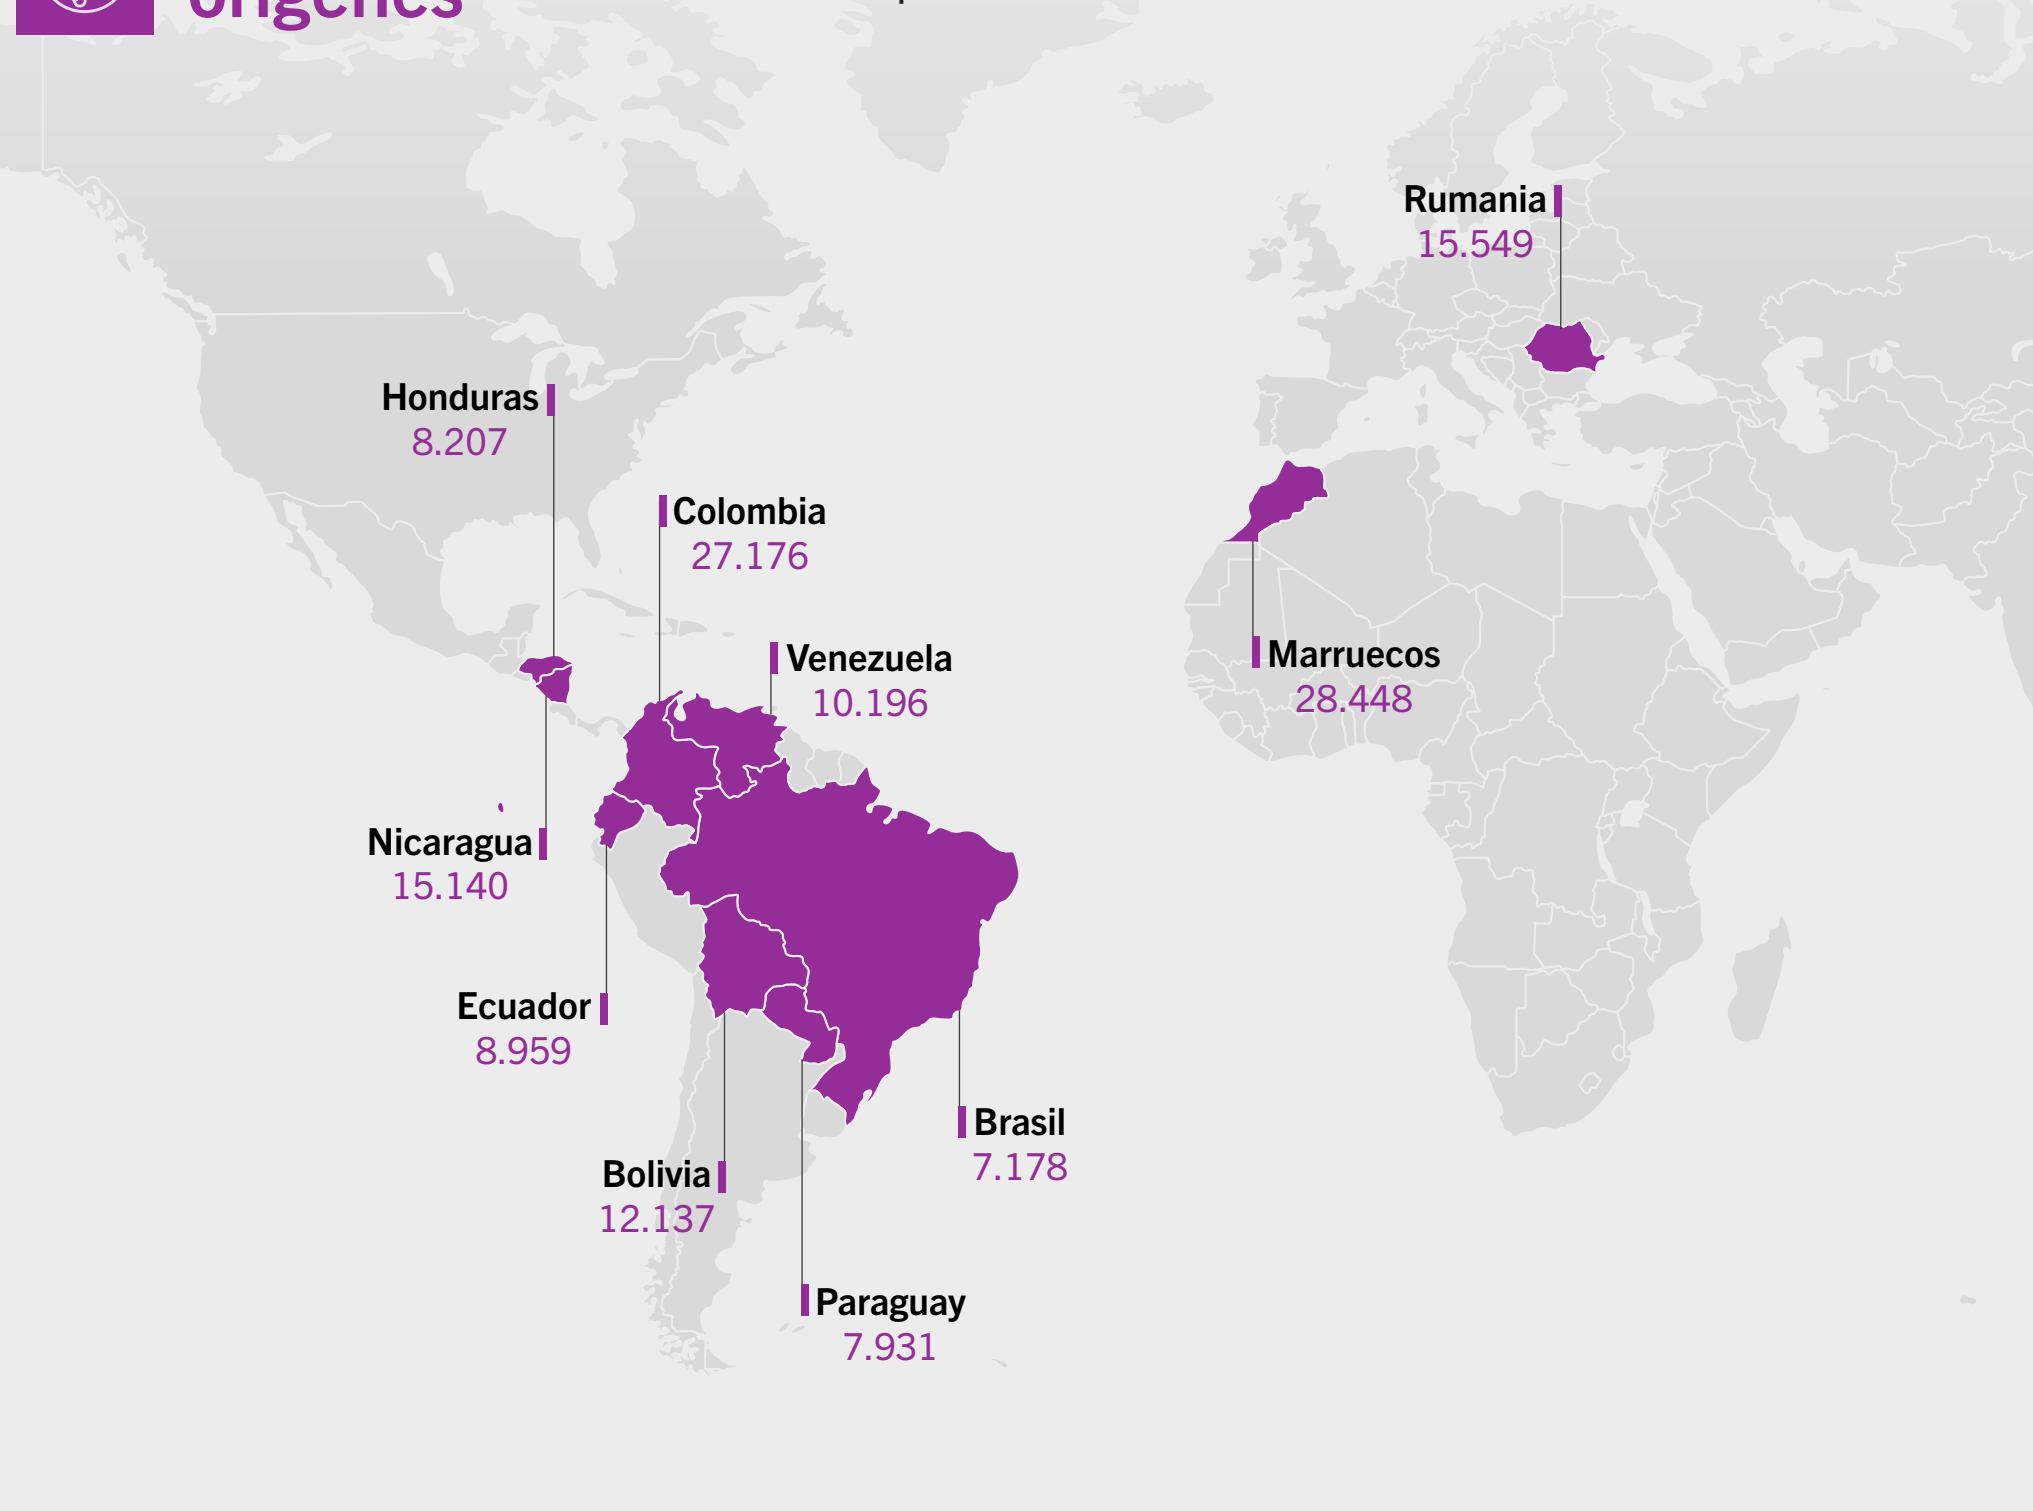 orígenes
Rumania
15.549
Honduras
8.207
Colombia
27.176
Venezuela
10.196
Marruecos
28.448
Nicaragua
15.140
Ecuador
8.959
Brasil
7.178
Bolivia
12.137
Paraguay
7.931